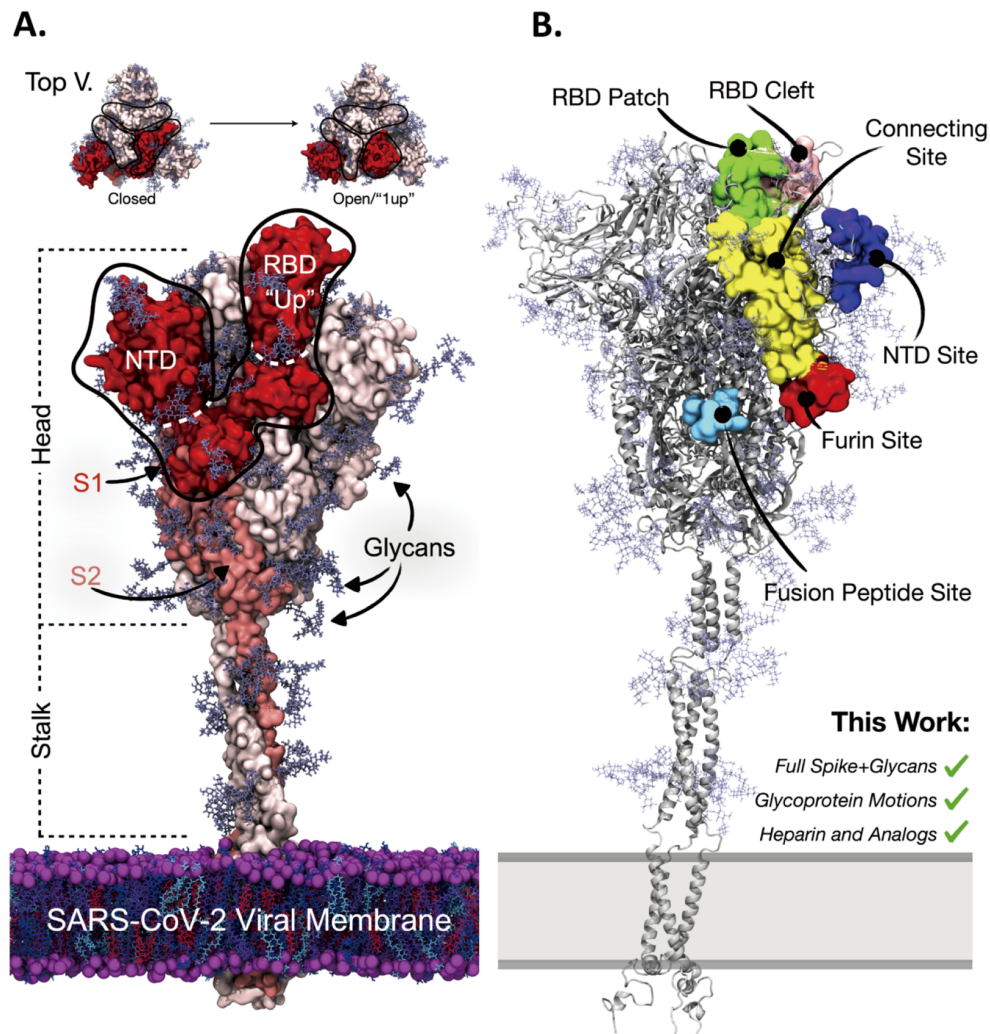 A.
Top V.
Closed
Open/"1up"
Head
Stalk
NTD
RBD
"Up"
S1
S2
Glycans
SARS-CoV-2 Viral Membrane
B.
RBD Patch
RBD Cleft
Connecting
Site
NTD Site
Furin Site
Fusion Peptide Site
This Work:
Full Spike+Glycans
Glycoprotein Motions
Heparin and Analogs